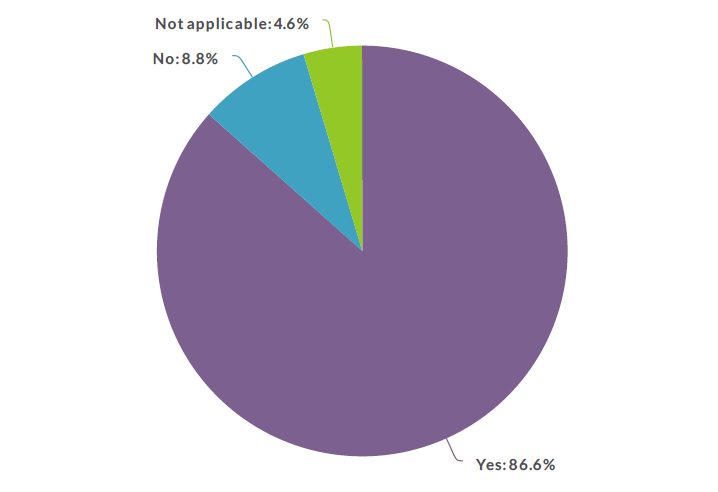 Not applicable: 4.6%
No: 8.8%
Yes: 86.6%